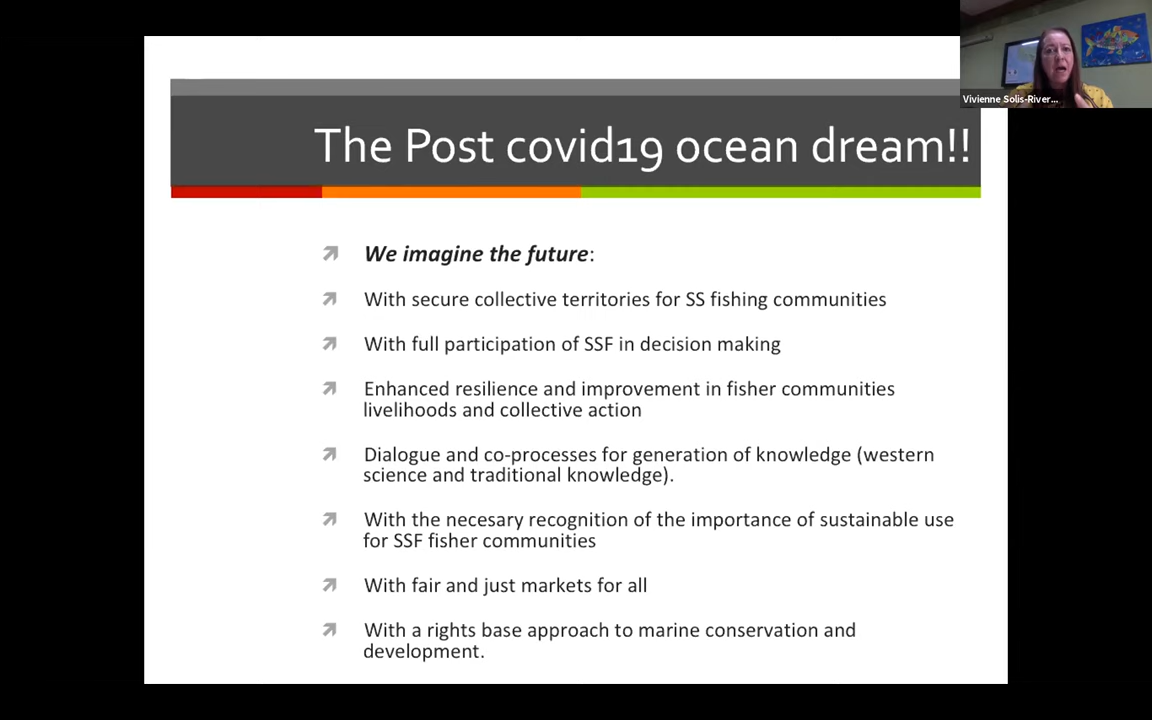 The Post covid19 ocean dream!!
Vivienne Solis-River...
We imagine the future:
With secure collective territories for SS fishing communities
With full participation of SSF in decision making
Enhanced resilience and improvement in fisher communities
livelihoods and collective action
Dialogue and co-processes for generation of knowledge (western
science and traditional knowledge).
With the necesary recognition of the importance of sustainable use
for SSF fisher communities
With fair and just markets for all
With a rights base approach to marine conservation and
development.